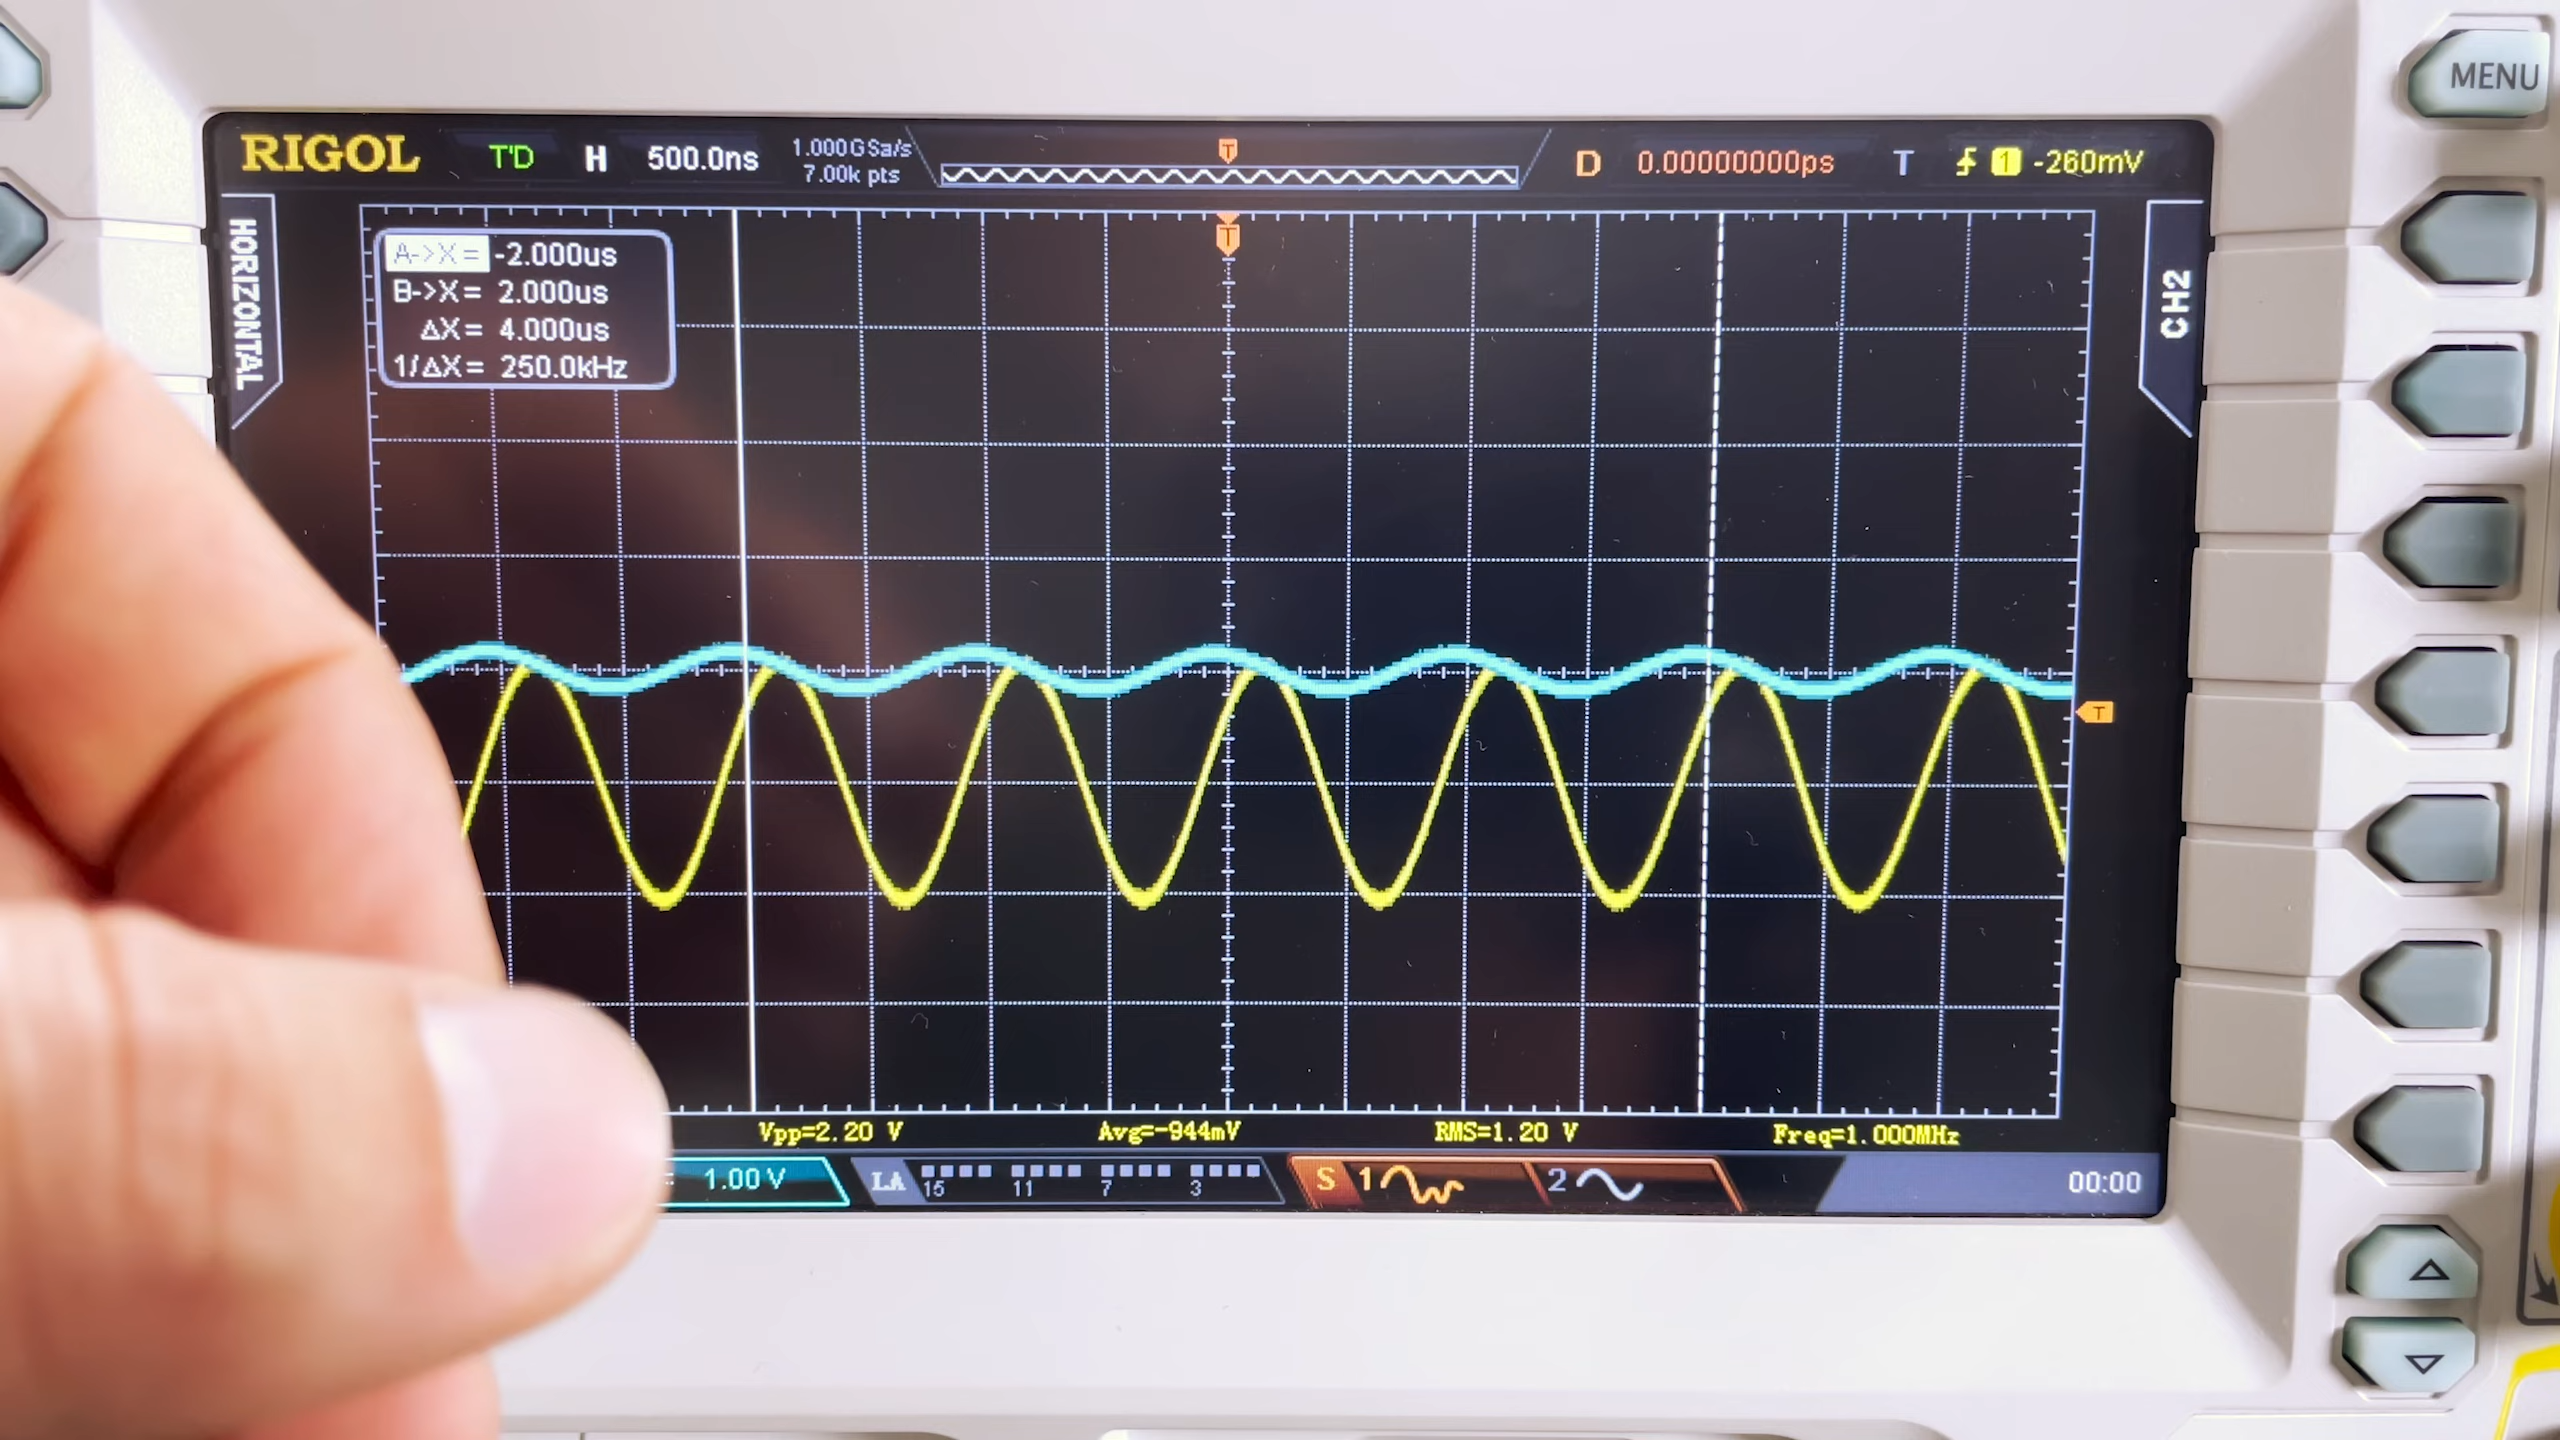 MENU
RIGOL T'D H 500.0ns 1.000GSa/s 7.00k pts T D 0.00000000ps T 1 -260mV
HORIZONTAL
A->X= -2.000us
B->X= 2.000us
ΔX= 4.000us
1/ΔX= 250.0kHz
T
CH2
T
Vpp=2.20 V Avg=-944mV RMS=1.20 V Freq=1.000MHz
1.00 V LA 15 11 7 3 S 1 2 00:00